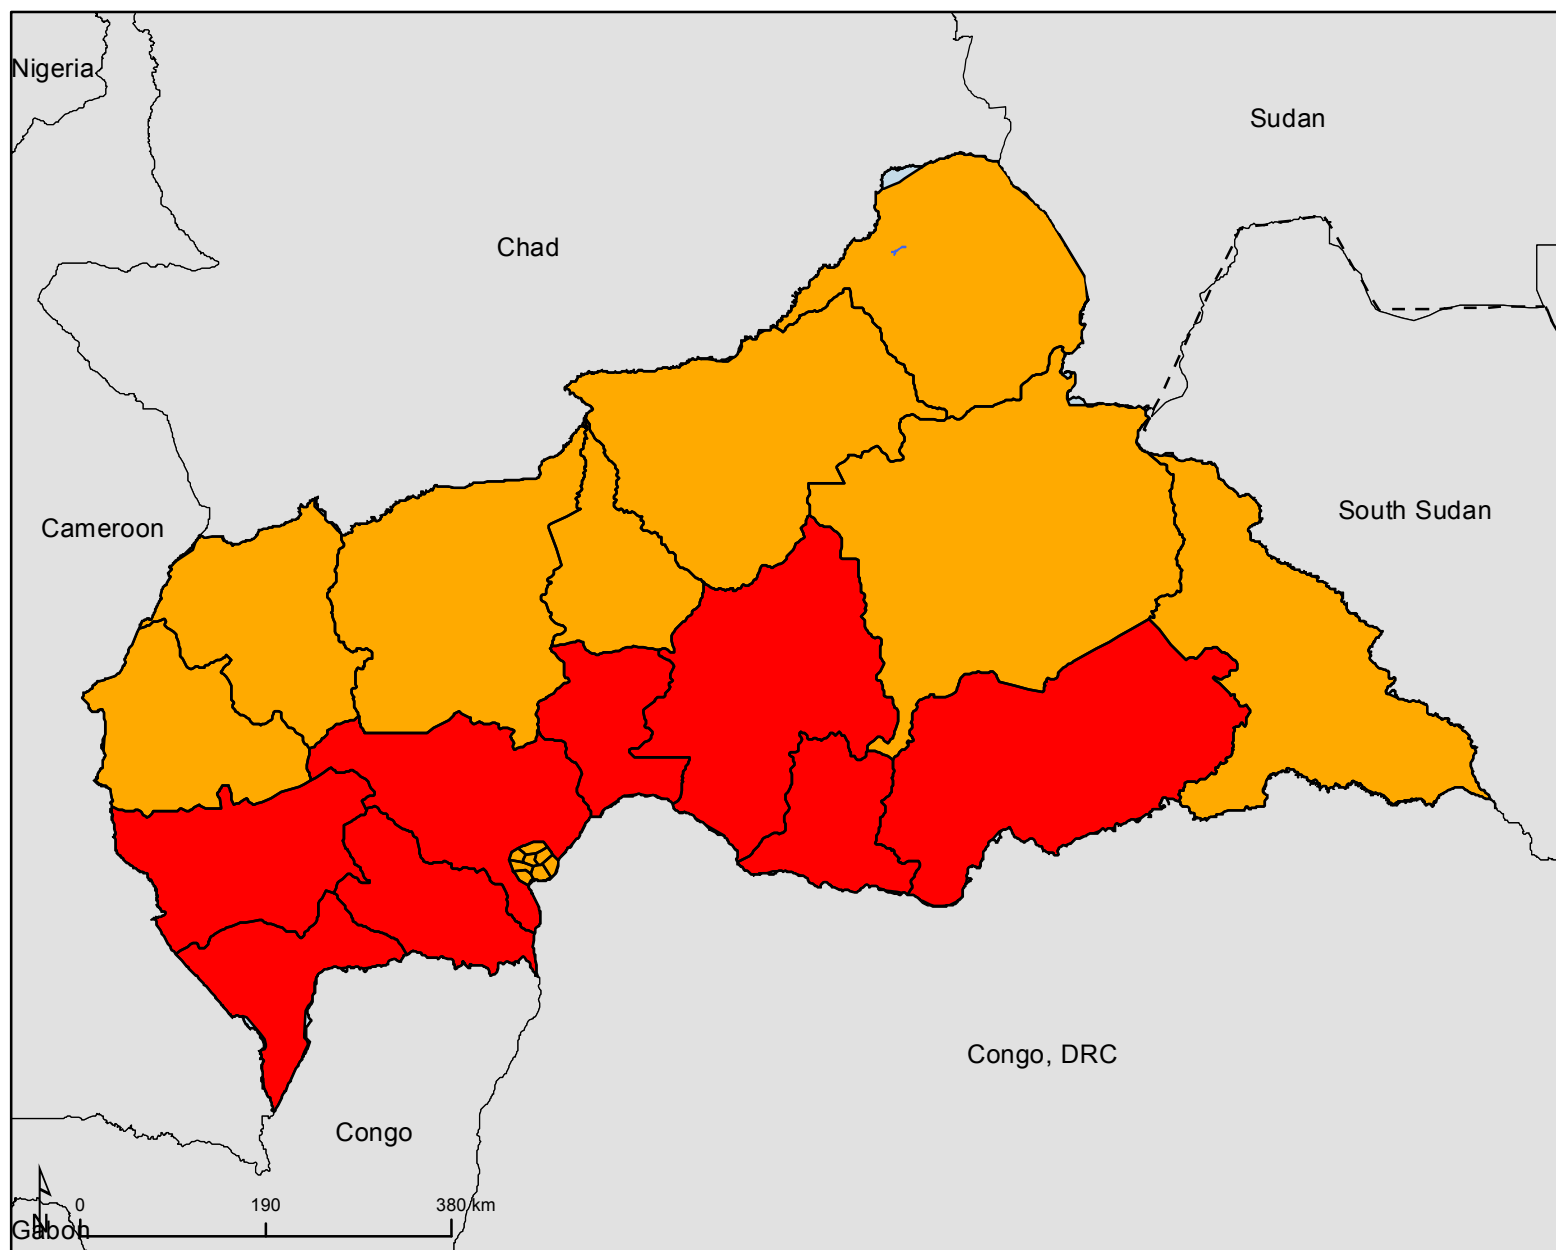 Nigeria
Sudan
Chad
South Sudan
Cameroon
Congo, DRC
Congo
0 190 380 km
N
Gabon